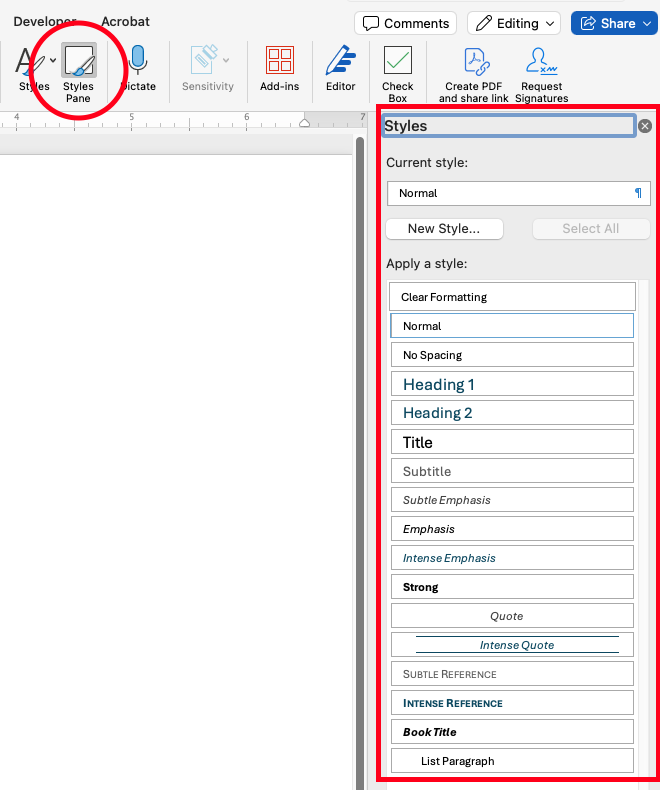 Developer Acrobat
Comments Editing Share
Styles Styles Pane Dictate Sensitivity Add-ins Editor Check Box Create PDF and share link Request Signatures
4 5 6 7
Styles
Current style:
Normal ¶
New Style... Select All
Apply a style:
Clear Formatting
Normal
No Spacing
Heading 1
Heading 2
Title
Subtitle
Subtle Emphasis
Emphasis
Intense Emphasis
Strong
Quote
Intense Quote
Subtle Reference
Intense Reference
Book Title
List Paragraph